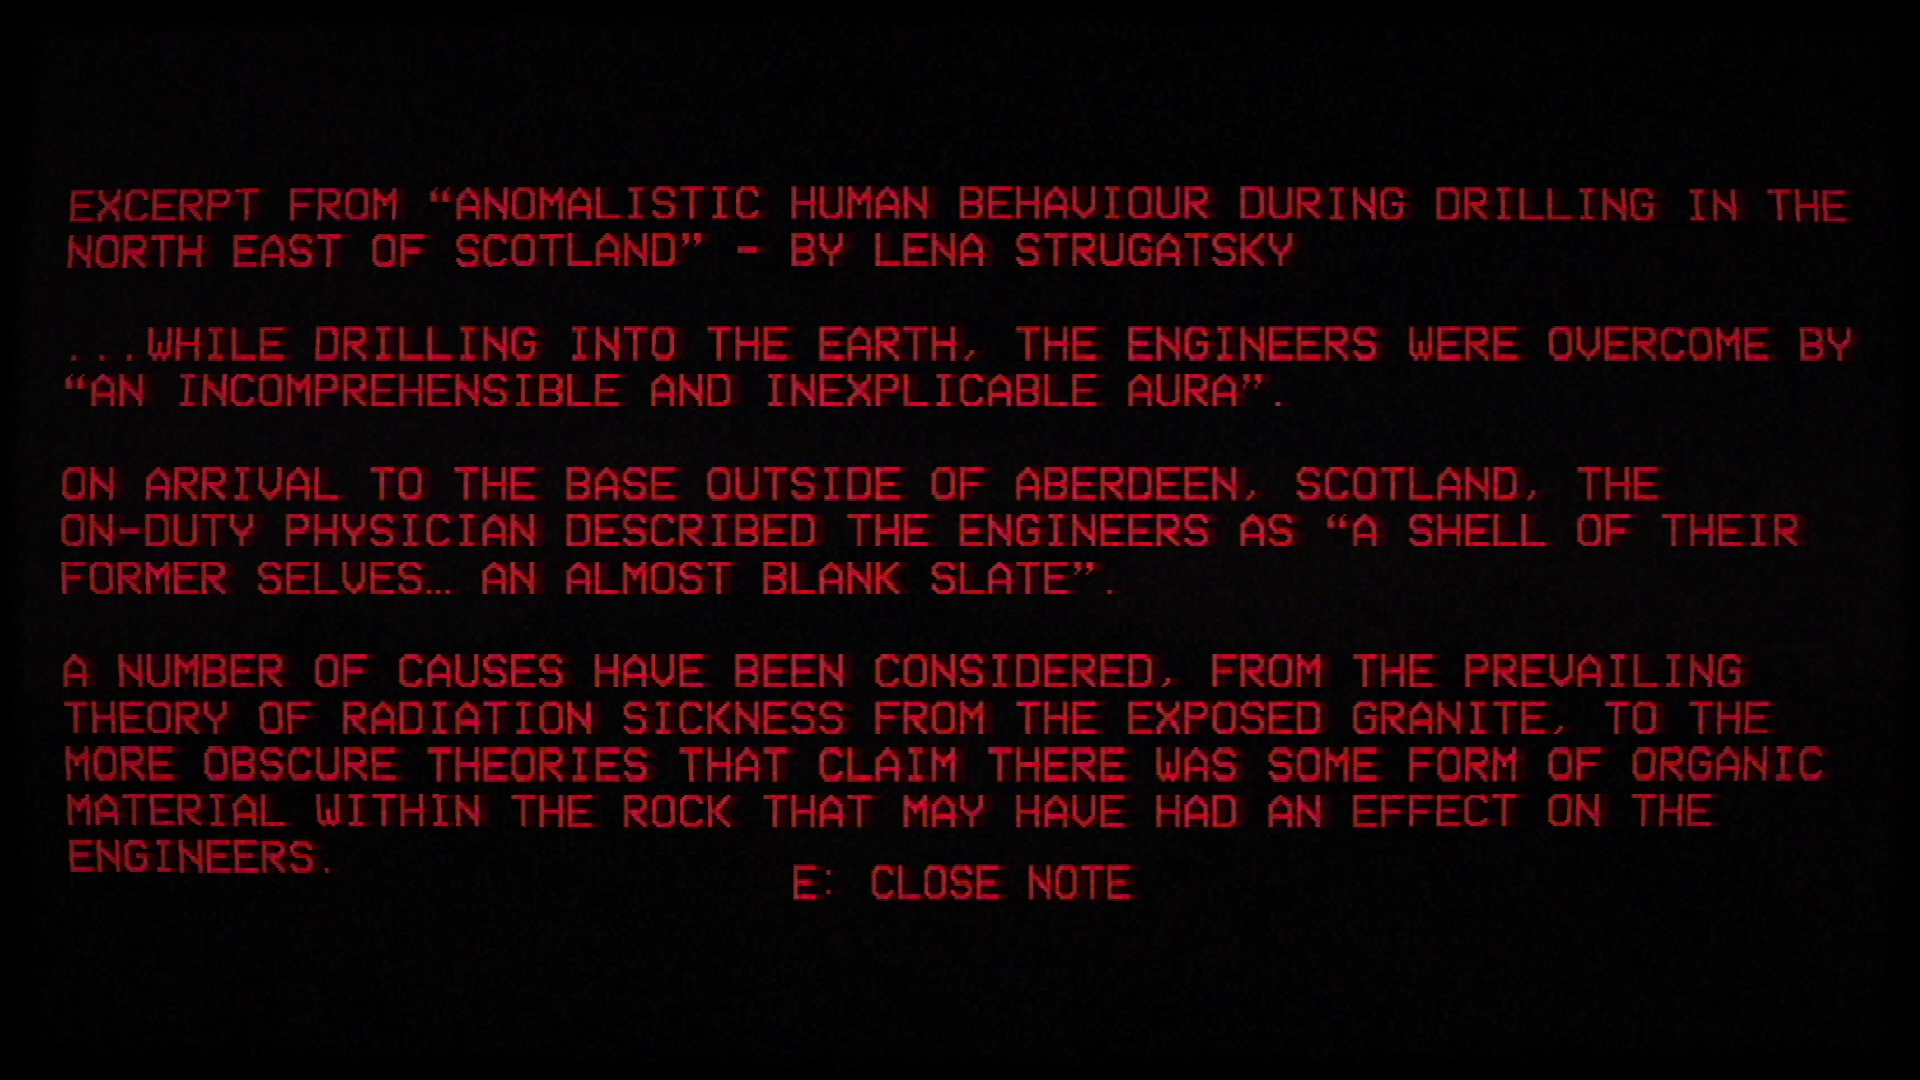 EXCERPT FROM “ANOMALISTIC HUMAN BEHAVIOUR DURING DRILLING IN THE
NORTH EAST OF SCOTLAND” – BY LENA STRUGATSKY
...WHILE DRILLING INTO THE EARTH, THE ENGINEERS WERE OVERCOME BY
“AN INCOMPREHENSIBLE AND INEXPLICABLE AURA”.
ON ARRIVAL TO THE BASE OUTSIDE OF ABERDEEN, SCOTLAND, THE
ON-DUTY PHYSICIAN DESCRIBED THE ENGINEERS AS “A SHELL OF THEIR
FORMER SELVES… AN ALMOST BLANK SLATE”.
A NUMBER OF CAUSES HAVE BEEN CONSIDERED, FROM THE PREVAILING
THEORY OF RADIATION SICKNESS FROM THE EXPOSED GRANITE, TO THE
MORE OBSCURE THEORIES THAT CLAIM THERE WAS SOME FORM OF ORGANIC
MATERIAL WITHIN THE ROCK THAT MAY HAVE HAD AN EFFECT ON THE
ENGINEERS.
E: CLOSE NOTE